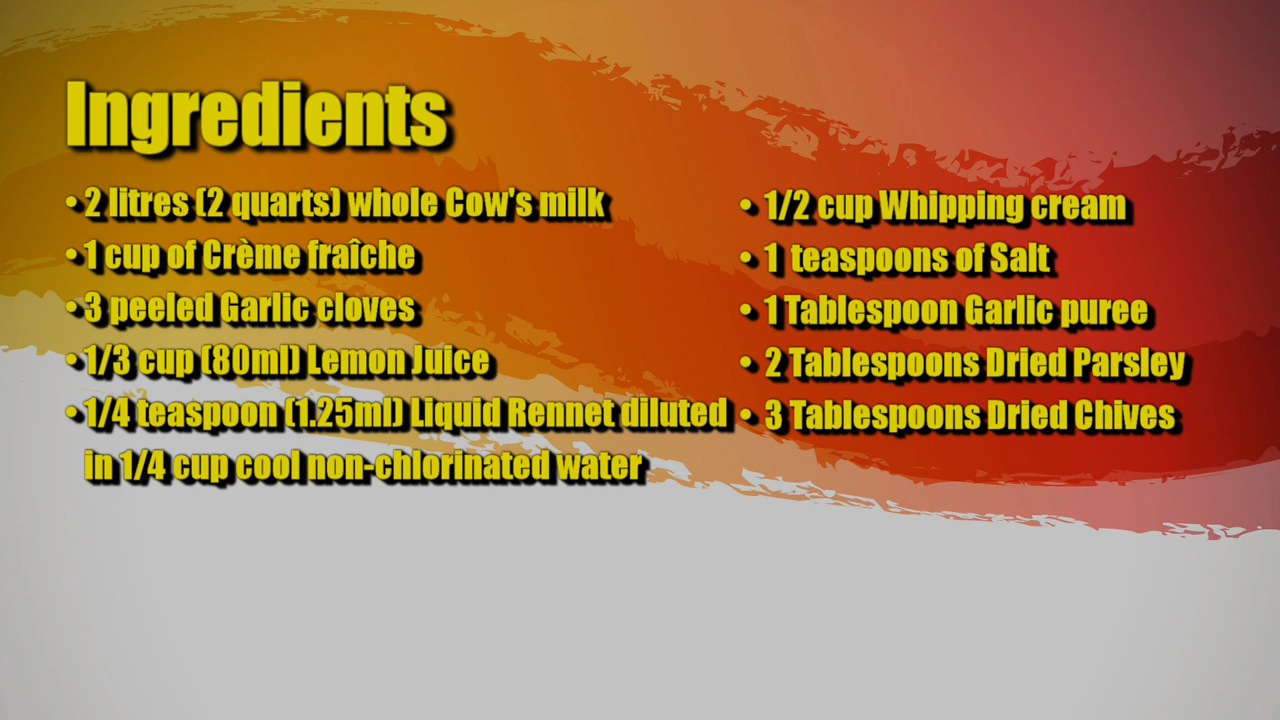 Ingredients
• 2 litres (2 quarts) whole Cow's milk
• 1 cup of Crème fraîche
• 3 peeled Garlic cloves
• 1/3 cup (80ml) Lemon Juice
• 1/4 teaspoon (1.25ml) Liquid Rennet diluted
in 1/4 cup cool non-chlorinated water
• 1/2 cup Whipping cream
• 1 teaspoons of Salt
• 1 Tablespoon Garlic puree
• 2 Tablespoons Dried Parsley
• 3 Tablespoons Dried Chives